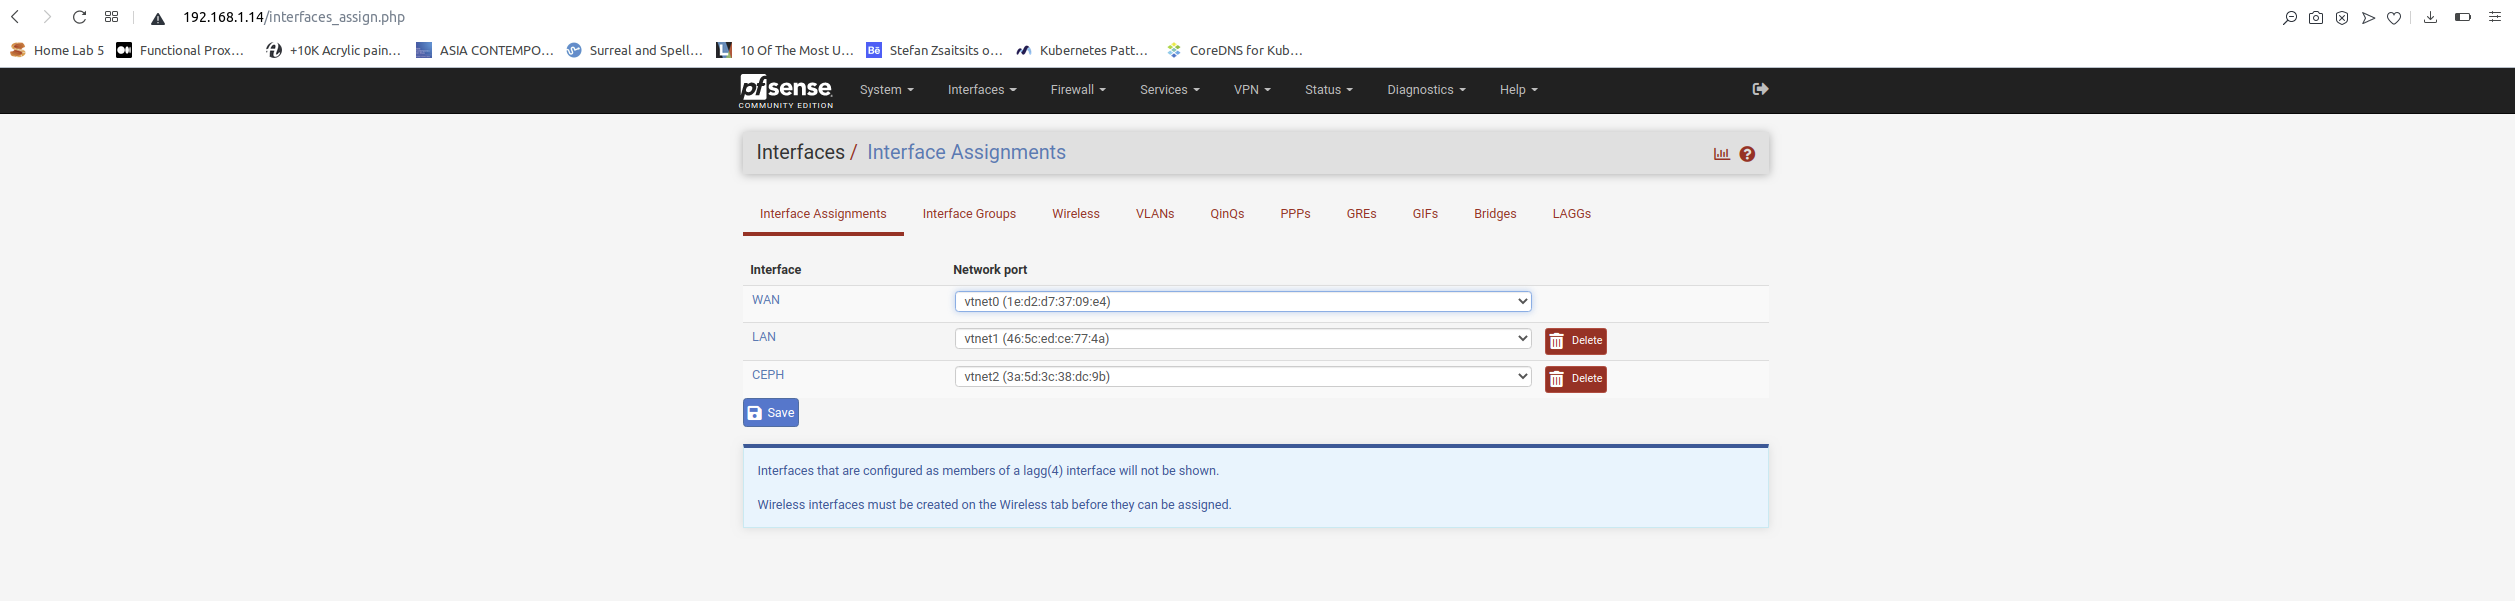 192.168.1.14/interfaces_assign.php
Home Lab 5 Functional Prox... +10K Acrylic pain... ASIA CONTEMPO... Surreal and Spell... 10 Of The Most U... Bē Stefan Zsaitsits o... Kubernetes Patt... CoreDNS for Kub...
pfsense System Interfaces Firewall Services VPN Status Diagnostics Help
COMMUNITY EDITION
Interfaces / Interface Assignments
Interface Assignments Interface Groups Wireless VLANs QinQs PPPs GREs GIFs Bridges LAGGs
Interface Network port
WAN vtnet0 (1e:d2:d7:37:09:e4)
LAN vtnet1 (46:5c:ed:ce:77:4a) Delete
CEPH vtnet2 (3a:5d:3c:38:dc:9b) Delete
Save
Interfaces that are configured as members of a lagg(4) interface will not be shown.
Wireless interfaces must be created on the Wireless tab before they can be assigned.